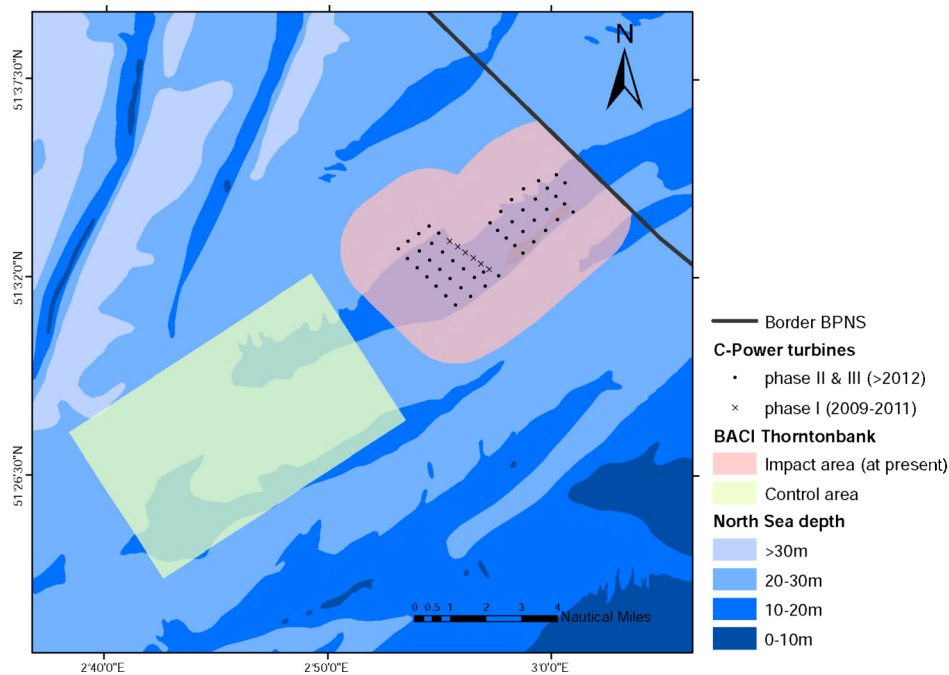 N
51°37'30"N
51°32'0"N
51°26'30"N
2°40'0"E
2°50'0"E
3°0'0"E
0 0.5 1 2 3 4
Nautical Miles
Border BPNS
C-Power turbines
phase II & III (>2012)
phase I (2009-2011)
BACI Thorntonbank
Impact area (at present)
Control area
North Sea depth
>30m
20-30m
10-20m
0-10m